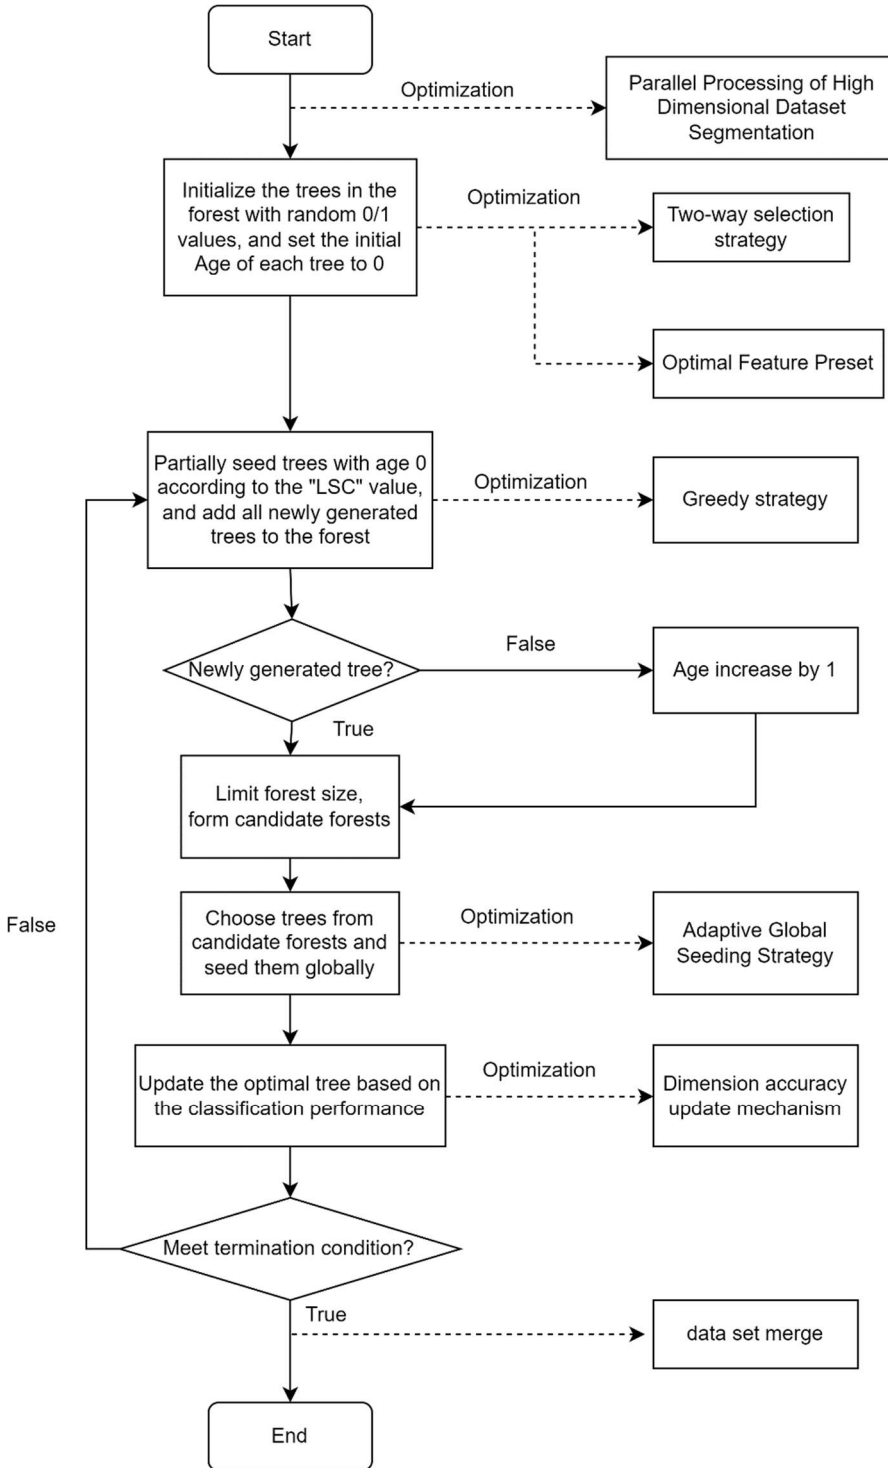 Start
Optimization
Parallel Processing of High
Dimensional Dataset
Segmentation
Initialize the trees in the
forest with random 0/1
values, and set the initial
Age of each tree to 0
Optimization
Two-way selection
strategy
Optimal Feature Preset
Partially seed trees with age 0
according to the "LSC" value,
and add all newly generated
trees to the forest
Optimization
Greedy strategy
Newly generated tree?
False
Age increase by 1
True
Limit forest size,
form candidate forests
False
Choose trees from
candidate forests and
seed them globally
Optimization
Adaptive Global
Seeding Strategy
Update the optimal tree based on
the classification performance
Optimization
Dimension accuracy
update mechanism
Meet termination condition?
True
data set merge
End